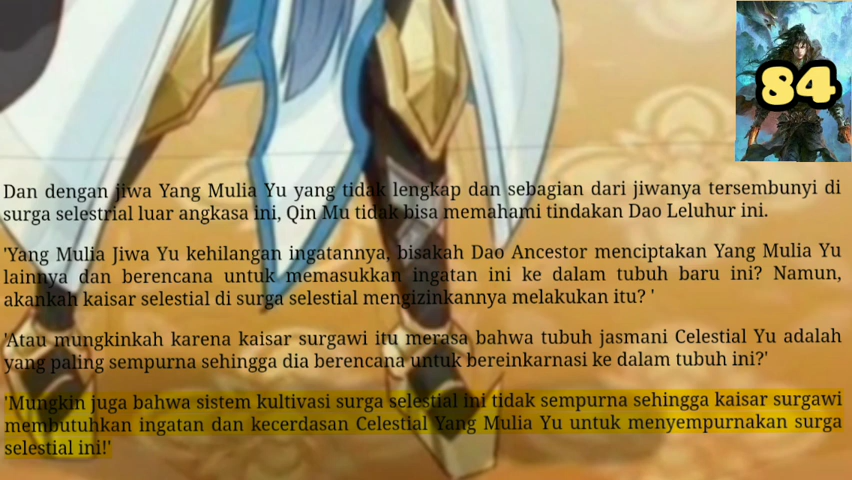 84
Dan dengan jiwa Yang Mulia Yu yang tidak lengkap dan sebagian dari jiwanya tersembunyi di
surga selestrial luar angkasa ini, Qin Mu tidak bisa memahami tindakan Dao Leluhur ini.
'Yang Mulia Jiwa Yu kehilangan ingatannya, bisakah Dao Ancestor menciptakan Yang Mulia Yu
lainnya dan berencana untuk memasukkan ingatan ini ke dalam tubuh baru ini? Namun,
akankah kaisar selestial di surga selestial mengizinkannya melakukan itu? '
'Atau mungkinkah karena kaisar surgawi itu merasa bahwa tubuh jasmani Celestial Yu adalah
yang paling sempurna sehingga dia berencana untuk bereinkarnasi ke dalam tubuh ini?'
'Mungkin juga bahwa sistem kultivasi surga selestial ini tidak sempurna sehingga kaisar surgawi
membutuhkan ingatan dan kecerdasan Celestial Yang Mulia Yu untuk menyempurnakan surga
selestial ini!'